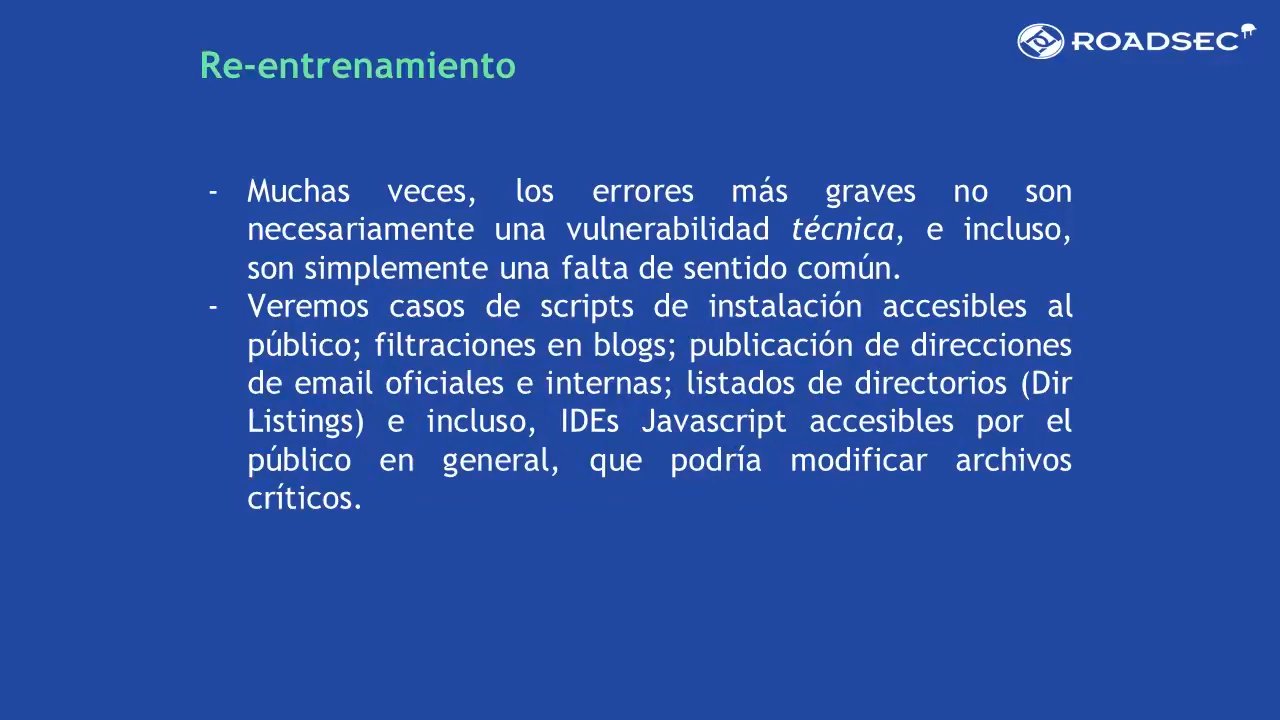 Re-entrenamiento
ROADSEC
- Muchas veces, los errores más graves no son
necesariamente una vulnerabilidad técnica, e incluso,
son simplemente una falta de sentido común.
- Veremos casos de scripts de instalación accesibles al
público; filtraciones en blogs; publicación de direcciones
de email oficiales e internas; listados de directorios (Dir
Listings) e incluso, IDEs Javascript accesibles por el
público en general, que podría modificar archivos
críticos.